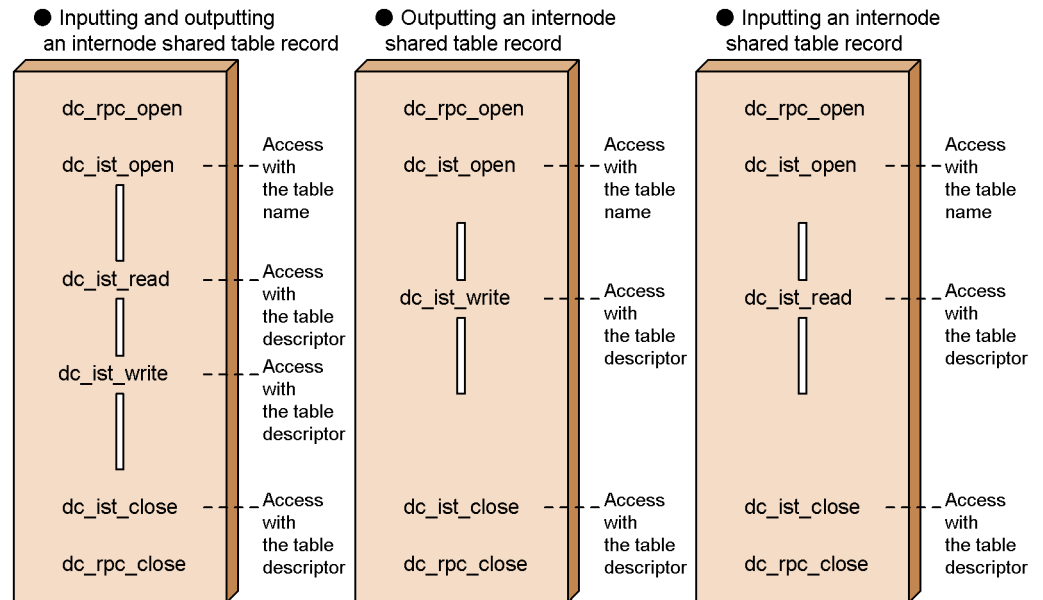 ● Inputting and outputting
an internode shared table record
dc_rpc_open
dc_ist_open
Access
with
the table
name
dc_ist_read
Access
with
the table
descriptor
dc_ist_write
Access
with
the table
descriptor
dc_ist_close
Access
with
the table
descriptor
dc_rpc_close
● Outputting an internode
shared table record
dc_rpc_open
dc_ist_open
Access
with
the table
name
dc_ist_write
Access
with
the table
descriptor
dc_ist_close
Access
with
the table
descriptor
dc_rpc_close
● Inputting an internode
shared table record
dc_rpc_open
dc_ist_open
Access
with
the table
name
dc_ist_read
Access
with
the table
descriptor
dc_ist_close
Access
with
the table
descriptor
dc_rpc_close